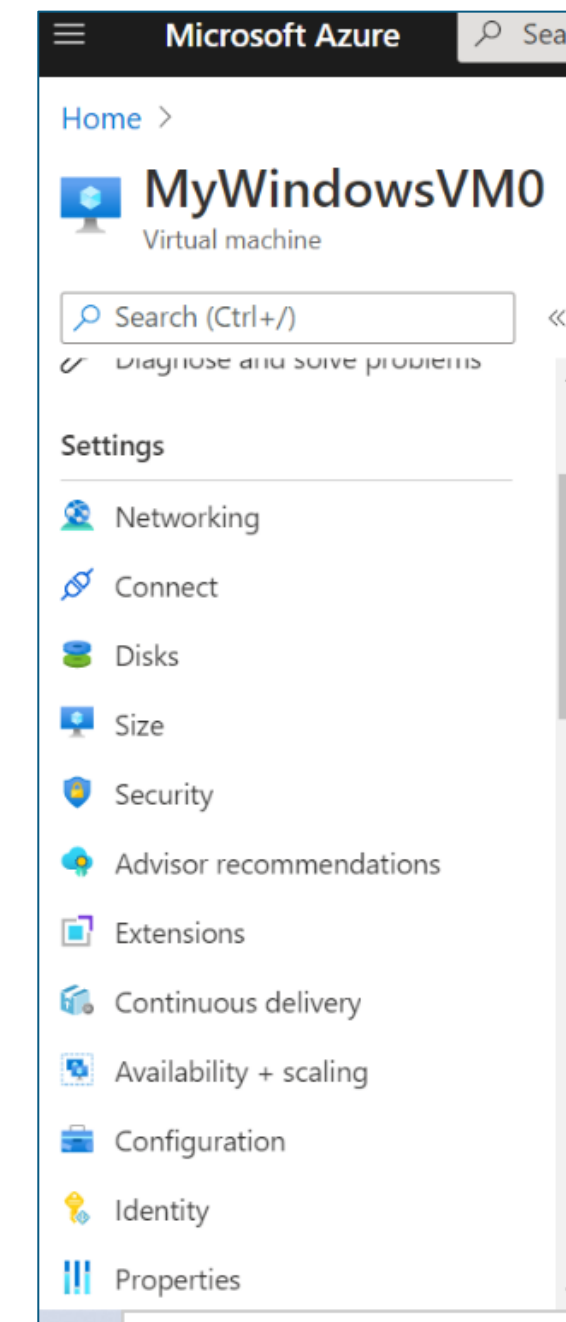 Microsoft Azure
Sea
Home >
MyWindowsVM0
Virtual machine
Search (Ctrl+/)
«
Diagnose and solve problems
Settings
Networking
Connect
Disks
Size
Security
Advisor recommendations
Extensions
Continuous delivery
Availability + scaling
Configuration
Identity
Properties